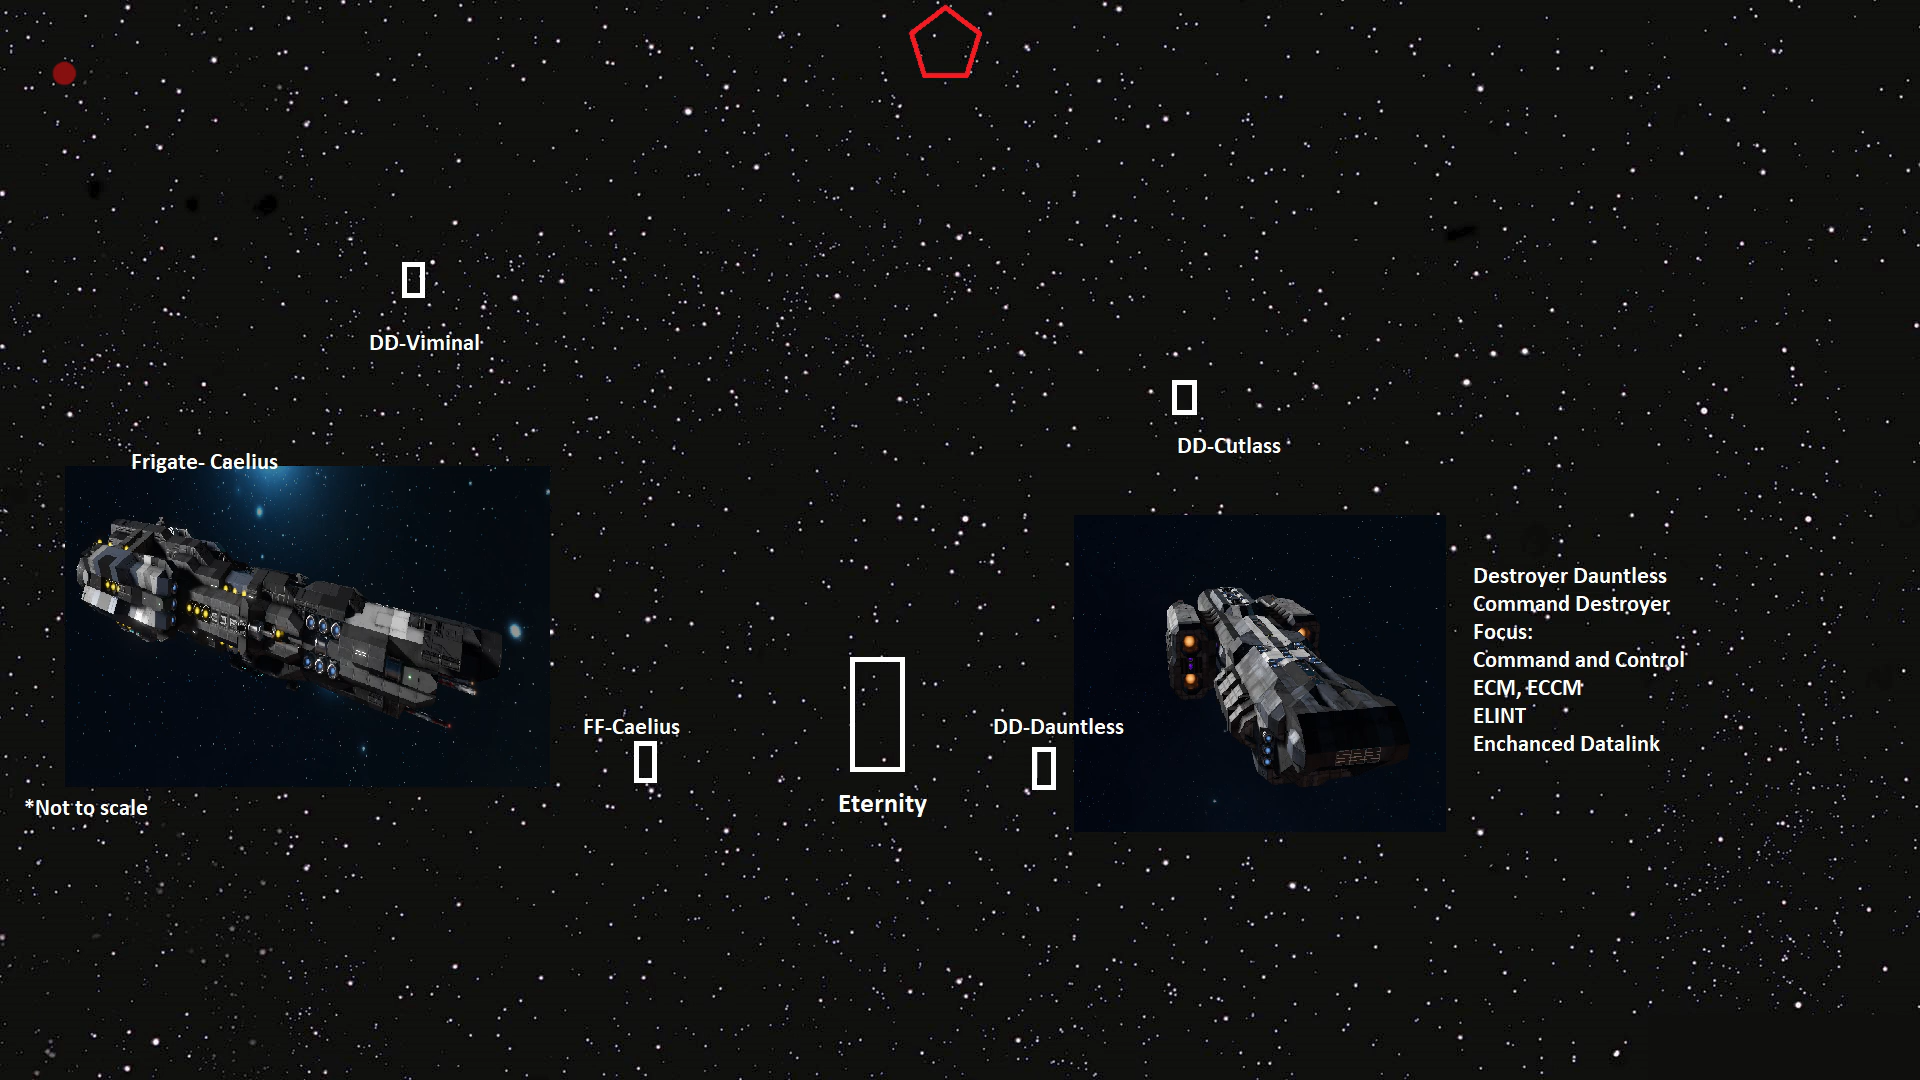 DD-Viminal
DD-Cutlass
Frigate- Caelius
Destroyer Dauntless
Command Destroyer
Focus:
Command and Control
ECM, ECCM
ELINT
Enchanced Datalink
FF-Caelius
DD-Dauntless
Eternity
*Not to scale